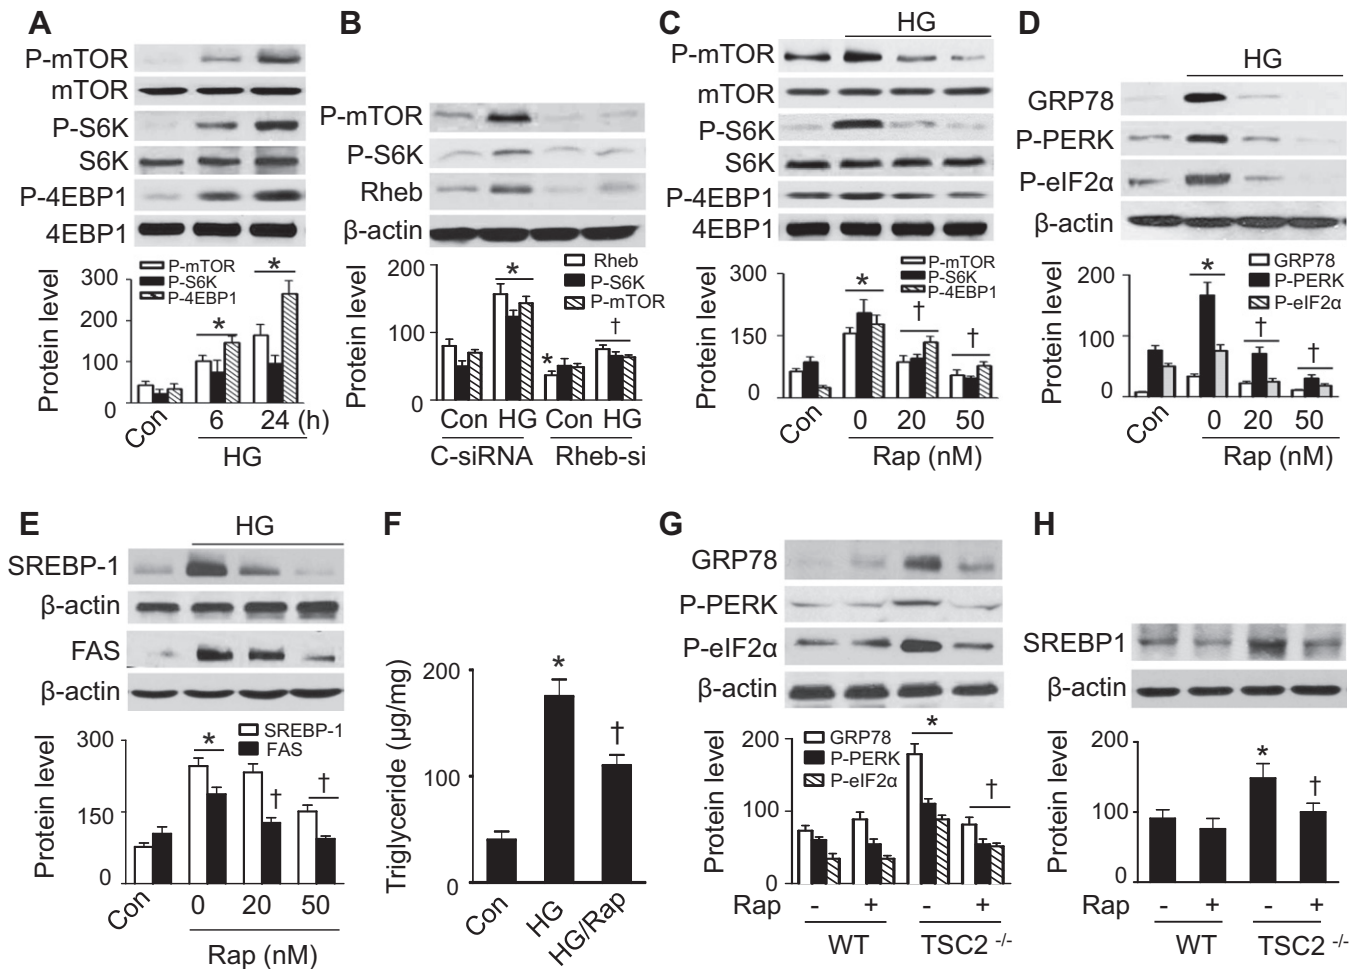 A
P-mTOR
mTOR
P-S6K
S6K
P-4EBP1
4EBP1
Protein level
300
200
100
0
P-mTOR
P-S6K
P-4EBP1
*
*
Con
6
24 (h)
HG
B
P-mTOR
P-S6K
Rheb
β-actin
Protein level
200
100
0
Rheb
P-S6K
P-mTOR
*
*
†
Con HG Con HG
C-siRNA Rheb-si
C
HG
P-mTOR
mTOR
P-S6K
S6K
P-4EBP1
4EBP1
Protein level
300
150
0
P-mTOR
P-S6K
P-4EBP1
*
†
†
Con
0 20 50
Rap (nM)
D
HG
GRP78
P-PERK
P-eIF2α
β-actin
Protein level
200
100
0
GRP78
P-PERK
P-eIF2α
*
†
†
Con
0 20 50
Rap (nM)
E
HG
SREBP-1
β-actin
FAS
β-actin
Protein level
300
150
0
SREBP-1
FAS
*
†
†
Con
0 20 50
Rap (nM)
F
Triglyceride (μg/mg)
200
100
0
*
†
Con
HG
HG/Rap
G
GRP78
P-PERK
P-eIF2α
β-actin
Protein level
200
100
0
GRP78
P-PERK
P-eIF2α
*
†
Rap - + - +
WT TSC2 -/-
H
SREBP1
β-actin
Protein level
200
100
0
*
†
Rap - + - +
WT TSC2 -/-